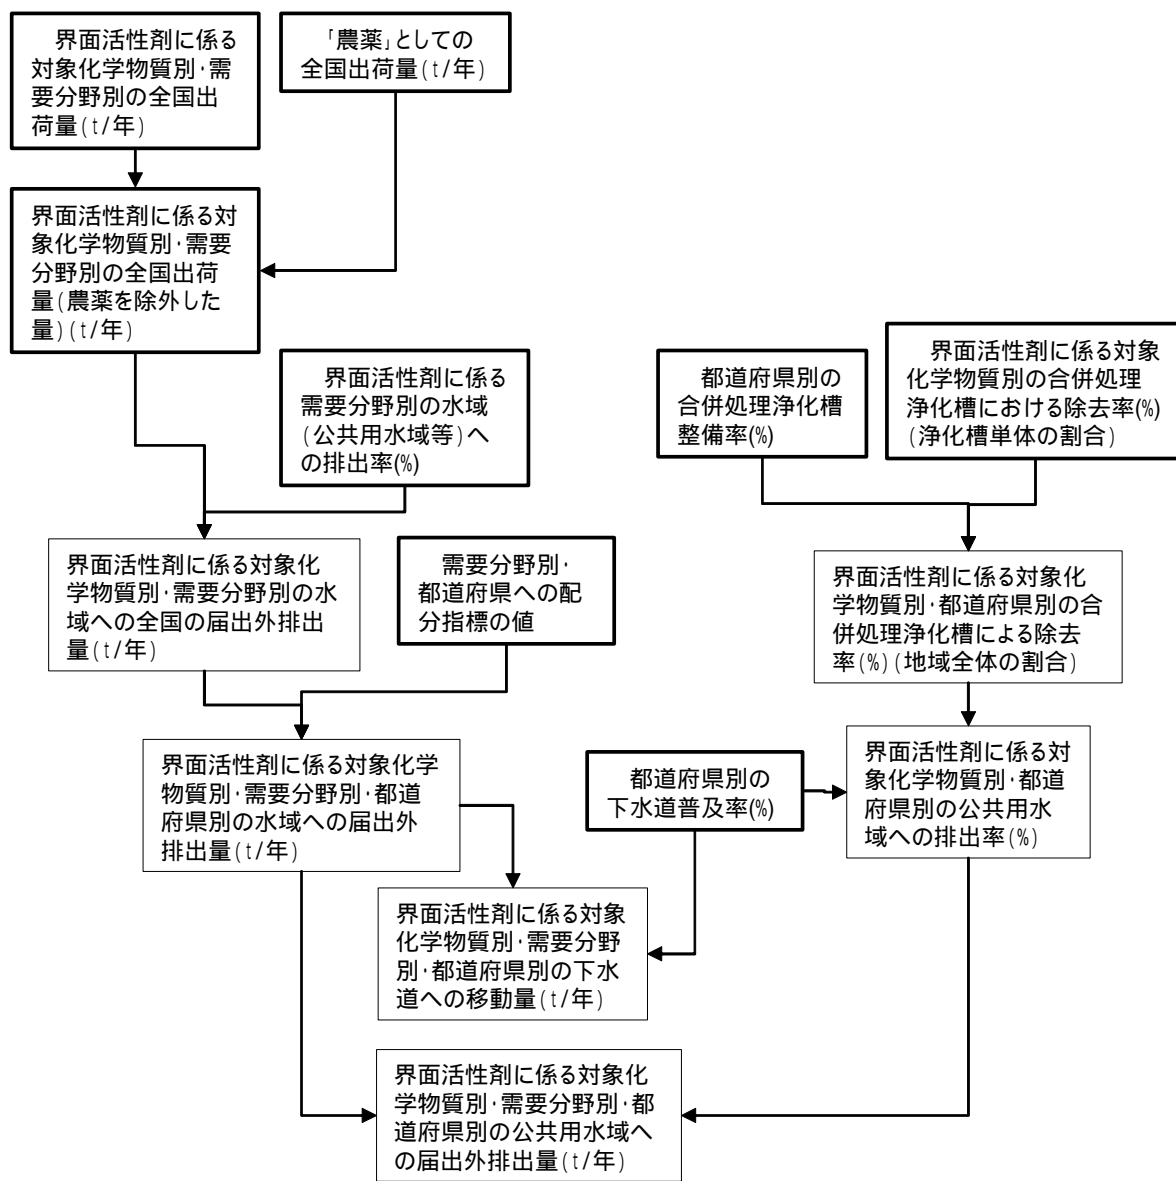 界面活性剤に係る
対象化学物質別・需
要分野別の全国出
荷量(t/年)
「農薬」としての
全国出荷量(t/年)
界面活性剤に係る対
象化学物質別・需要
分野別の全国出荷
量(農薬を除外した
量)(t/年)
界面活性剤に係る
需要分野別の水域
(公共用水域等)へ
の排出率(%)
都道府県別の
合併処理浄化槽
整備率(%)
界面活性剤に係る対象
化学物質別の合併処理
浄化槽における除去率(%)
(浄化槽単体の割合)
界面活性剤に係る対象化
学物質別・需要分野別の水
域への全国の届出外排出
量(t/年)
需要分野別・
都道府県への配
分指標の値
界面活性剤に係る対象化
学物質別・都道府県別の合
併処理浄化槽による除去
率(%)(地域全体の割合)
界面活性剤に係る対象化学
物質別・需要分野別・都道
府県別の水域への届出外
排出量(t/年)
都道府県別の
下水道普及率(%)
界面活性剤に係る対
象化学物質別・都道
府県別の公共用水
域への排出率(%)
界面活性剤に係る対象
化学物質別・需要分野
別・都道府県別の下水
道への移動量(t/年)
界面活性剤に係る対象化
学物質別・需要分野別・都
道府県別の公共用水域へ
の届出外排出量(t/年)